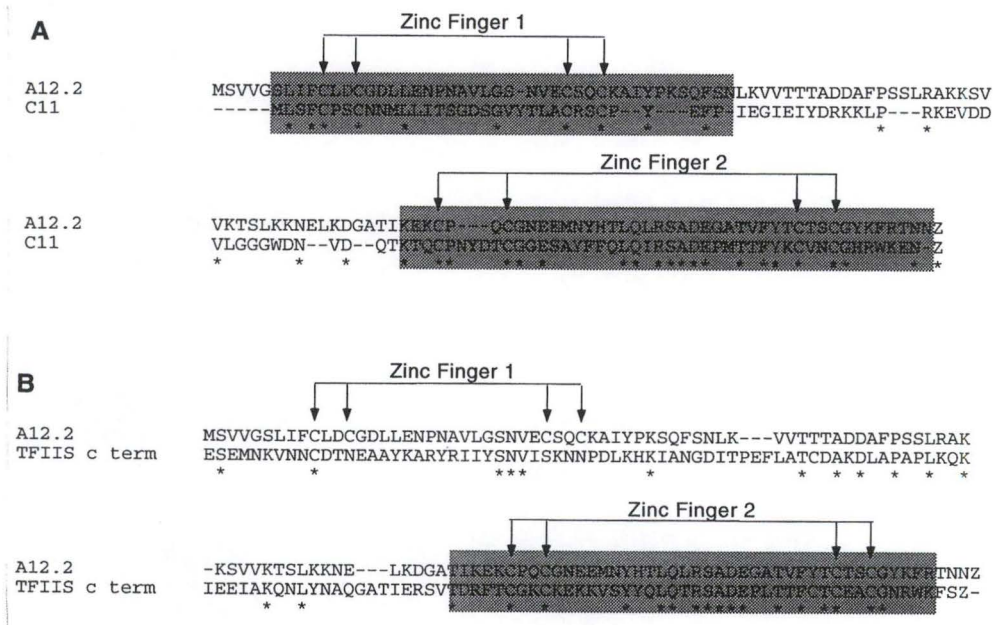 A
Zinc Finger 1
A12.2 MSVVGSLIFCLDCGDLLENPNAVLGS-NVECSQCKAIYPKSQFSNLKVVTTTADDAFPSSLRAKKSV
C11 -----MLSFCPSCNNMLLITSGDSGVYTLACRSCP--Y---EFP-IEGIEIYDRKKLP---RKEVDD
Zinc Finger 2
A12.2 VKTSLKKNELKDGATIKEKCP---QCGNEEMNYHTLQLRSADEGATVFYTCTSCGYKFRTNNZ
C11 VLGGGWDN--VD--QTKTQCPNYDTCGGESAYFFQLQIRSADEPMTTFYKCVNCGHRWKEN-Z
B
Zinc Finger 1
A12.2 MSVVGSLIFCLDCGDLLENPNAVLGSNVECSQCKAIYPKSQFSNLK---VVTTTADDAFPSSLRAK
TFIIS c term ESEMNKVNNCDTNEAAYKARYRIIYSNVISKNNPDLKHKIANGDITPEFLATCDAKDLAPAPLKQK
Zinc Finger 2
A12.2 -KSVVKTSLKKNE---LKDGATIKEKCPQCGNEEMNYHTLQLRSADEGATVFYTCTSCGYKFRTNNZ
TFIIS c term IEEIAKQNLYNAQGATIERSVTDRFTCGKCKEKKVSYYQLQTRSADEPLTTFCTCEACGNRWKFSZ-